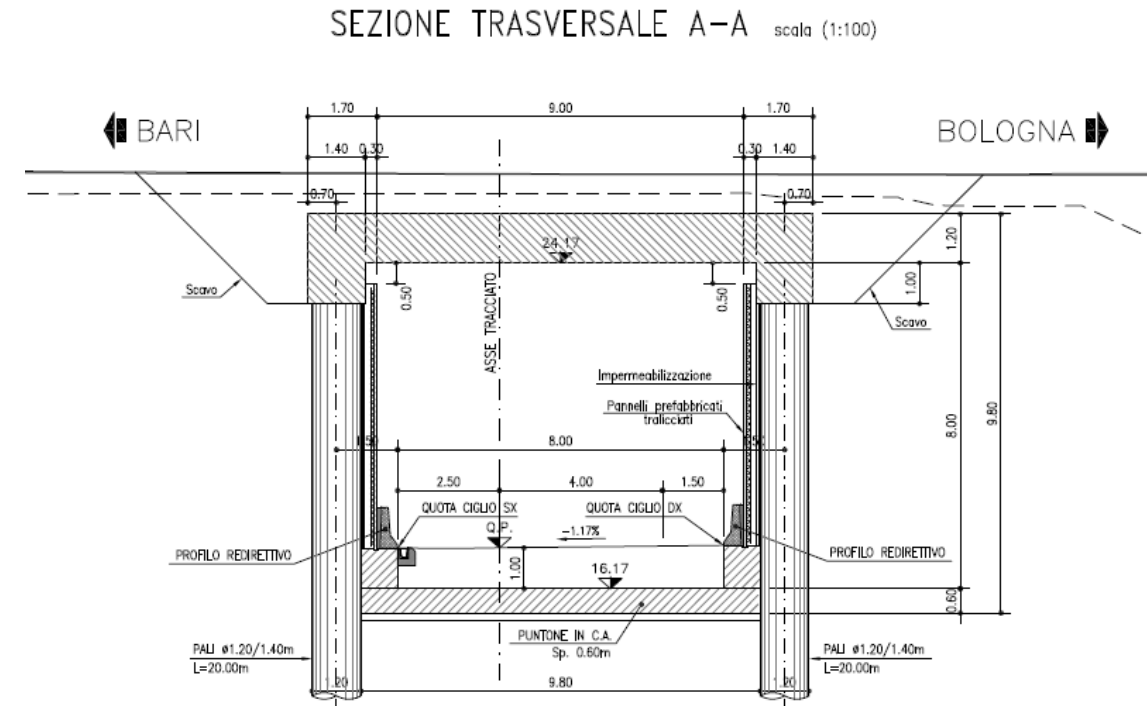 SEZIONE TRASVERSALE A-A scala (1:100)
1.70 9.00 1.70
BARI BOLOGNA
1.40 0.30 0.30 1.40
0.70 0.70
24.17
1.20
Scavo
0.50 0.50
1.00
Scavo
ASSE TRACCIATO
Impermeabilizzazione
Pannelli prefabbricati
tralicciati
8.00
9.80
1.50 8.00 1.50
2.50 4.00 1.50
QUOTA CIGLIO SX QUOTA CIGLIO DX
Q.P.
-1.17%
PROFILO REDIRETTIVO PROFILO REDIRETTIVO
1.00
16.17
0.60
PUNTONE IN C.A.
Sp. 0.60m
PALI ø1.20/1.40m PALI ø1.20/1.40m
L=20.00m L=20.00m
1.20 9.80 1.20